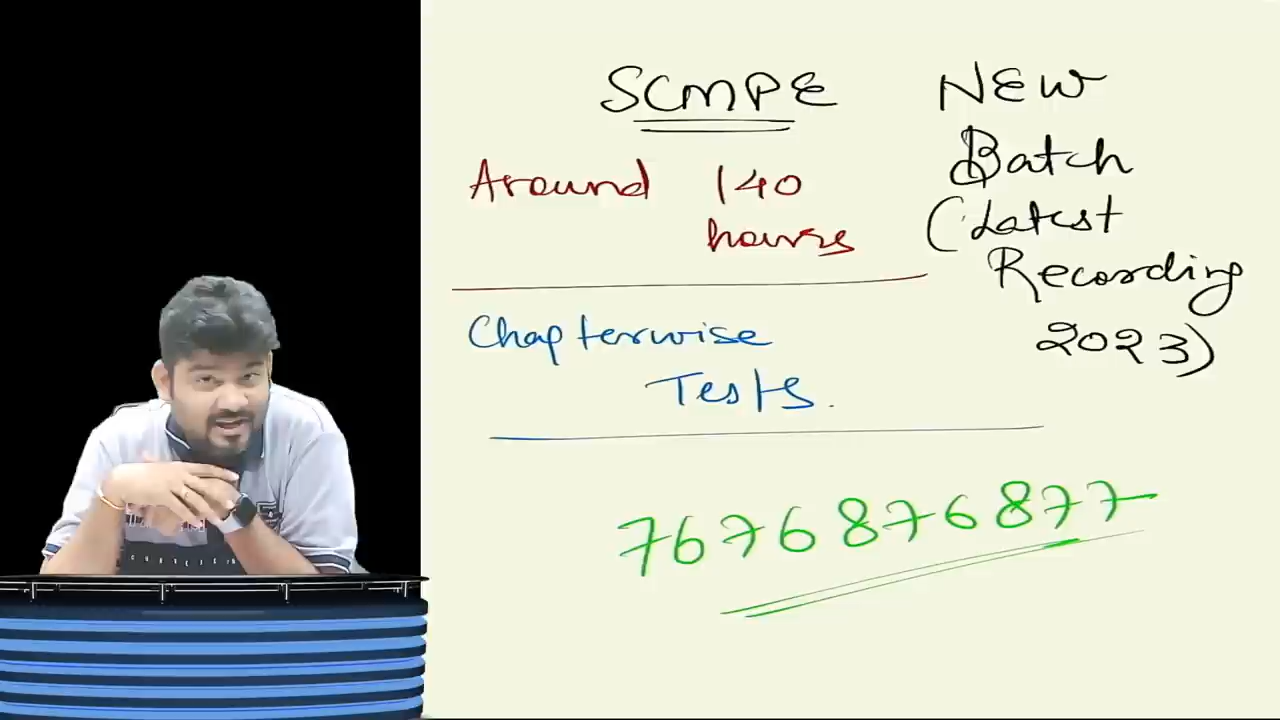 SCMPE
Around 140
hours
NEW
Batch
(Latest
Recording
2023)
Chapterwise
Tests.
7676876877